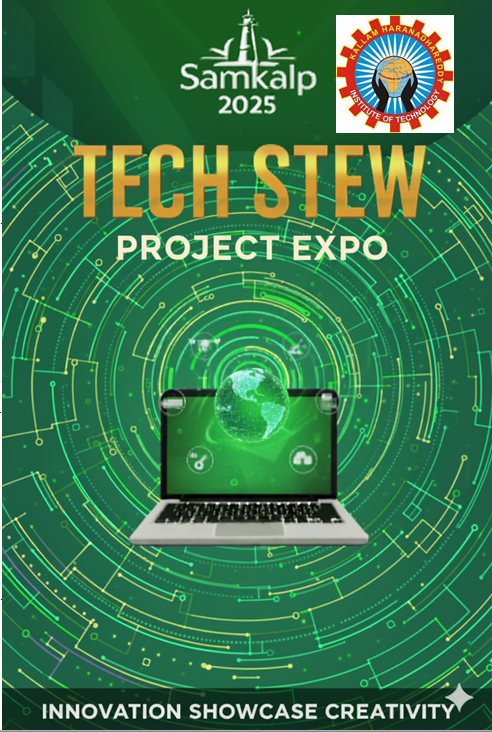 Samkalp
2025
KALLAM HARANADHAREDDY
INSTITUTE OF TECHNOLOGY
TECH STEW
PROJECT EXPO
INNOVATION SHOWCASE CREATIVITY